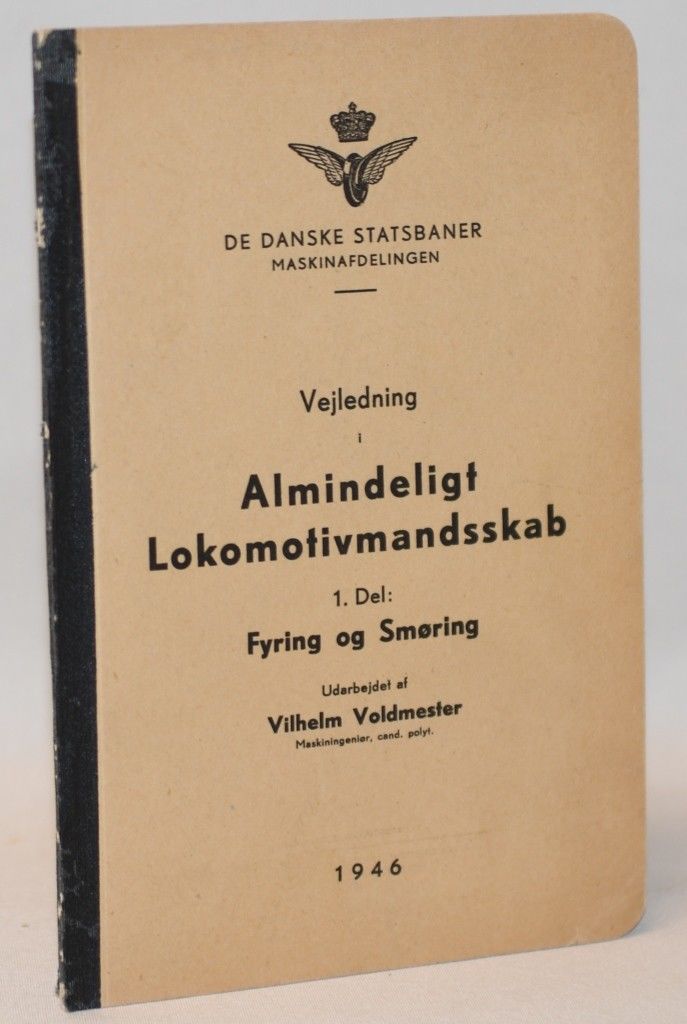 DE DANSKE STATSBANER
MASKINAFDELINGEN
Vejledning
i
Almindeligt
Lokomotivmandsskab
1. Del:
Fyring og Smøring
Udarbejdet af
Vilhelm Voldmester
Maskiningeniør, cand. polyt.
1946